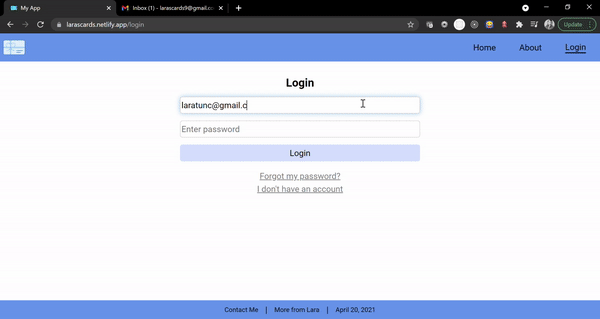 My App
Inbox (1) - larascards9@gmail.co
larascards.netlify.app/login
Update
Home
About
Login
Login
laratunc@gmail.c
Enter password
Login
Forgot my password?
I don't have an account
Contact Me | More from Lara | April 20, 2021